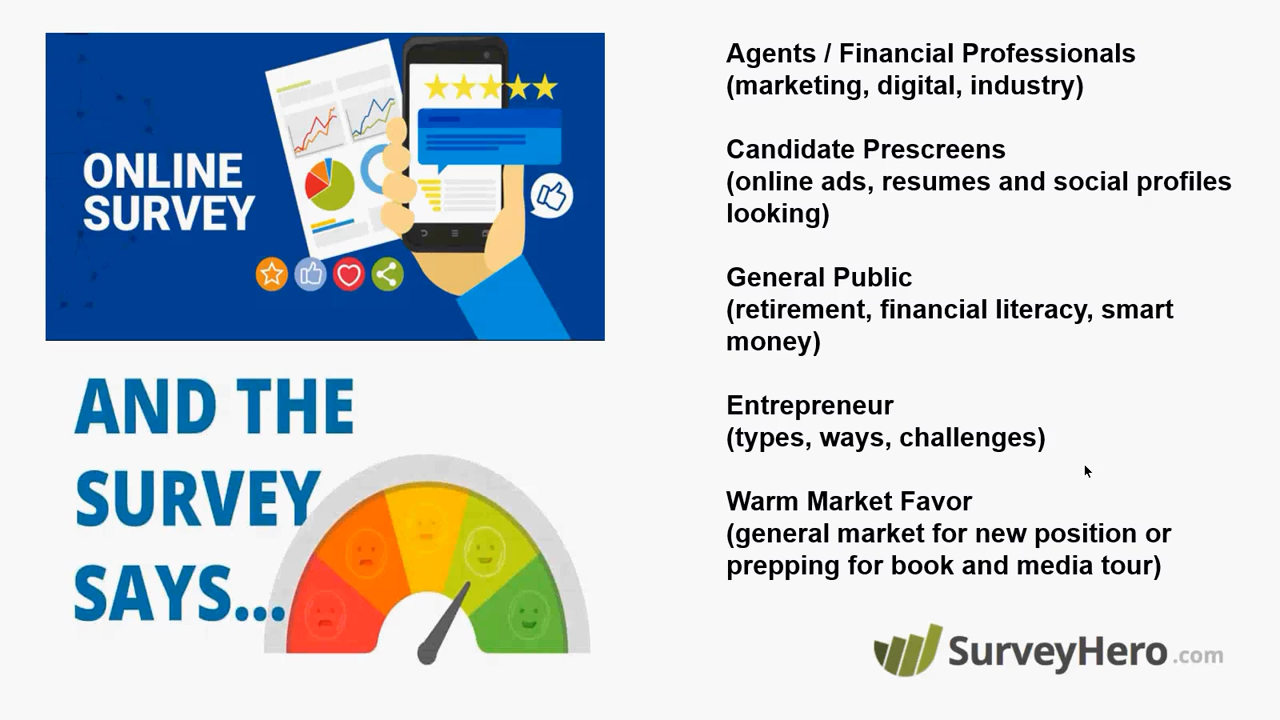 ONLINE
SURVEY
AND THE
SURVEY
SAYS...
Agents / Financial Professionals
(marketing, digital, industry)
Candidate Prescreens
(online ads, resumes and social profiles
looking)
General Public
(retirement, financial literacy, smart
money)
Entrepreneur
(types, ways, challenges)
Warm Market Favor
(general market for new position or
prepping for book and media tour)
SurveyHero.com